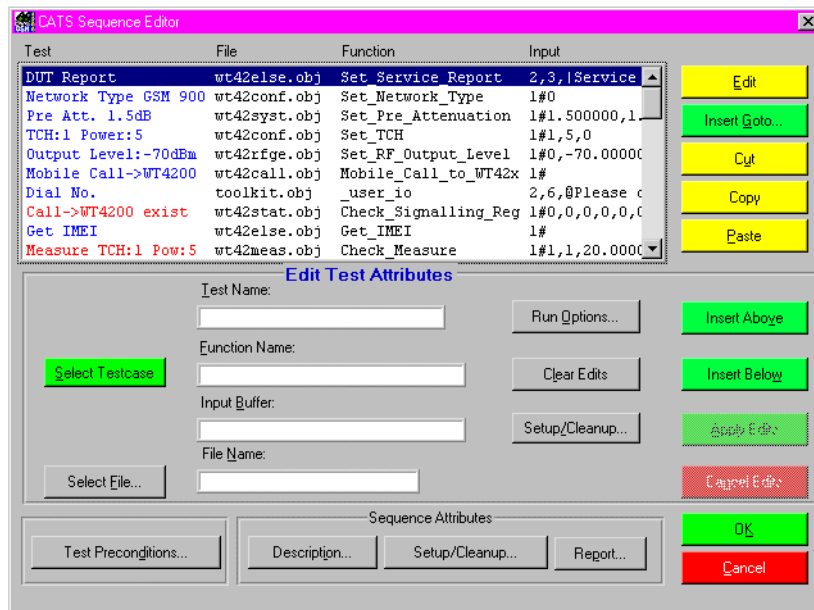 CATS Sequence Editor
Test File Function Input
DUT Report wt42else.obj Set_Service_Report 2,3,|Service
Network Type GSM 900 wt42conf.obj Set_Network_Type 1#0
Pre Att. 1.5dB wt42syst.obj Set_Pre_Attenuation 1#1.500000,1.
TCH:1 Power:5 wt42conf.obj Set_TCH 1#1,5,0
Output Level:-70dBm wt42rfge.obj Set_RF_Output_Level 1#0,-70.00000
Mobile Call->WT4200 wt42call.obj Mobile_Call_to_WT42x 1#
Dial No. toolkit.obj _user_io 2,6,@Please
Call->WT4200 exist wt42stat.obj Check_Signalling_Reg 1#0,0,0,0,0,
Get IMEI wt42else.obj Get_IMEI 1#
Measure TCH:1 Pow:5 wt42meas.obj Check_Measure 1#1,1,20.0000
Edit
Insert Goto...
Cut
Copy
Paste
Edit Test Attributes
Test Name:
Run Options...
Insert Above
Function Name:
Select Testcase
Clear Edits
Insert Below
Input Buffer:
Setup/Cleanup...
Apply Edits
File Name:
Select File...
Cancel Edits
Sequence Attributes
Test Preconditions...
Description...
Setup/Cleanup...
Report...
OK
Cancel